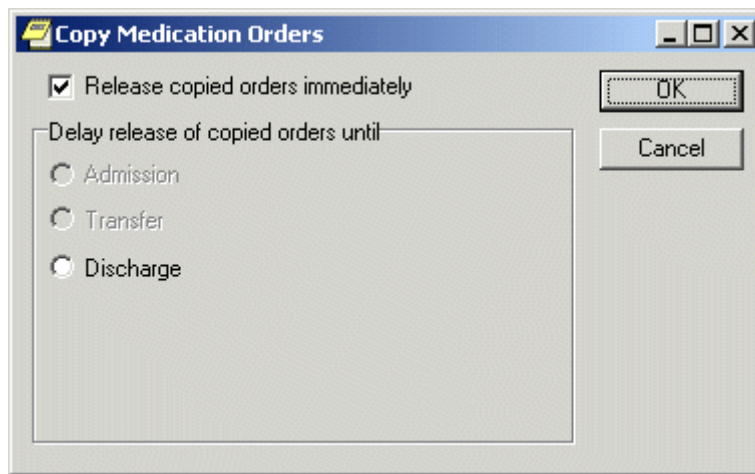 Copy Medication Orders
Release copied orders immediately
OK
Delay release of copied orders until
Cancel
Admission
Transfer
Discharge